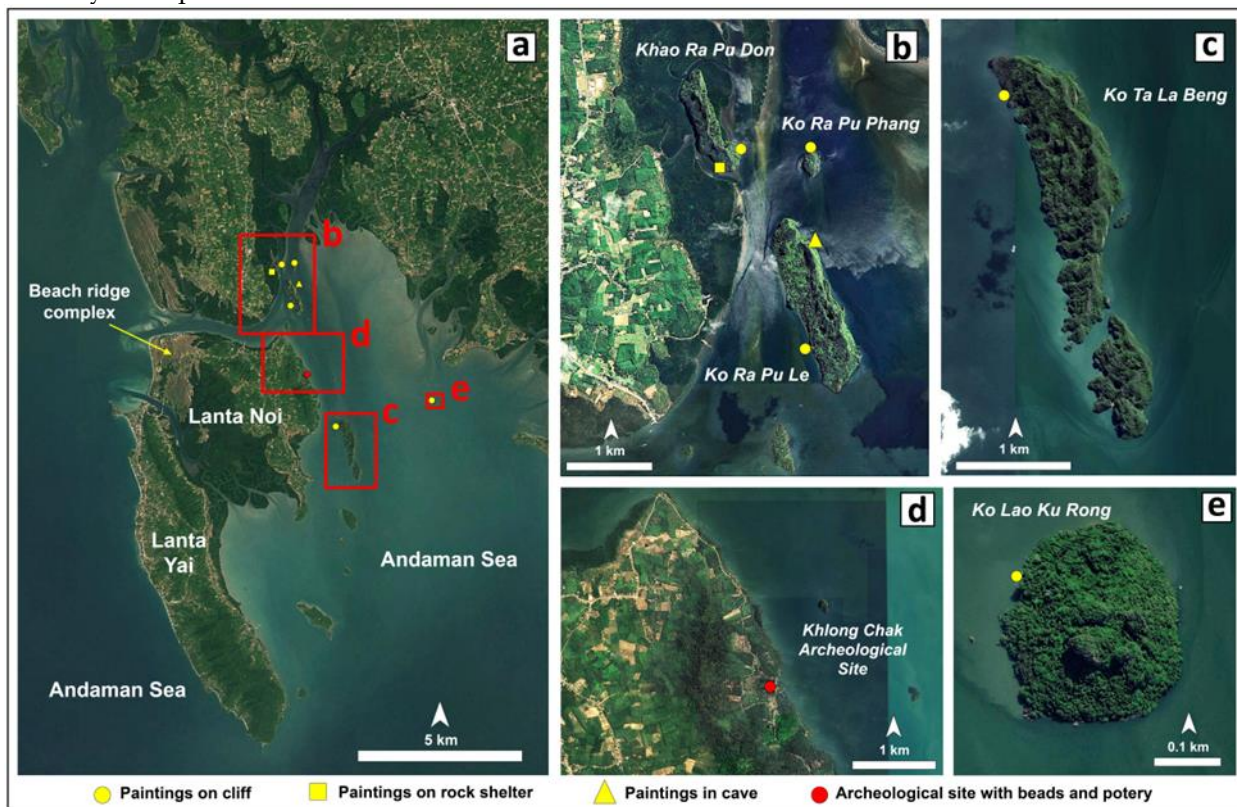 a
b
c
d
e
Beach ridge
complex
Lanta Noi
Lanta
Yai
Andaman Sea
Andaman Sea
5 km
b
Khao Ra Pu Don
Ko Ra Pu Phang
Ko Ra Pu Le
1 km
c
Ko Ta La Beng
1 km
d
Khlong Chak
Archeological
Site
1 km
e
Ko Lao Ku Rong
0.1 km
Paintings on cliff
Paintings on rock shelter
Paintings in cave
Archeological site with beads and potery